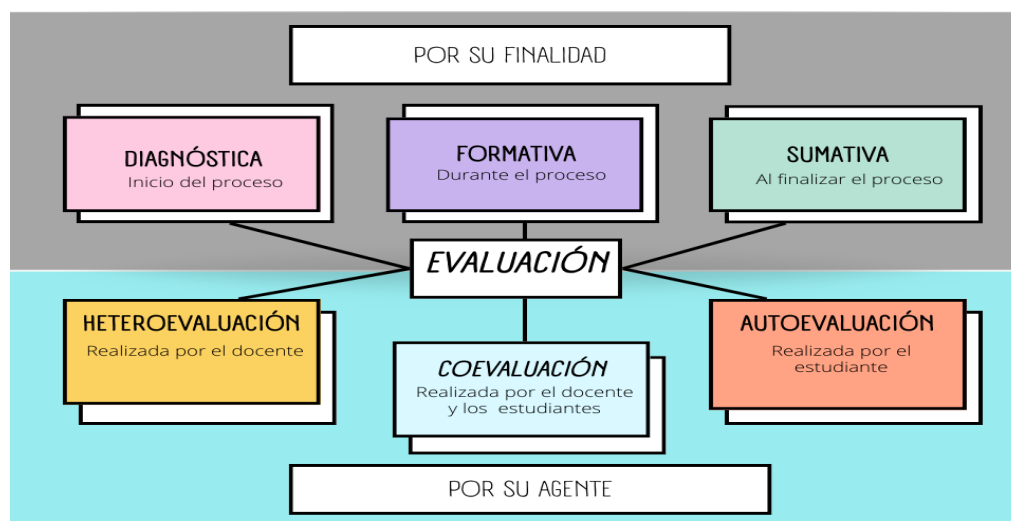 POR SU FINALIDAD
DIAGNÓSTICA
Inicio del proceso
FORMATIVA
Durante el proceso
SUMATIVA
Al finalizar el proceso
EVALUACIÓN
HETEROEVALUACIÓN
Realizada por el docente
COEVALUACIÓN
Realizada por el docente
y los estudiantes
AUTOEVALUACIÓN
Realizada por el
estudiante
POR SU AGENTE